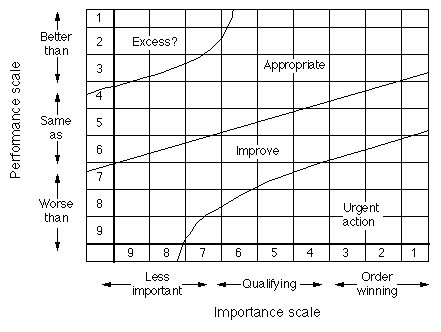 Performance scale
Better
than
Same
as
Worse
than
1
2
3
4
5
6
7
8
9
Excess?
Appropriate
Improve
Urgent
action
9 8 7 6 5 4 3 2 1
Less
important
Qualifying
Order
winning
Importance scale